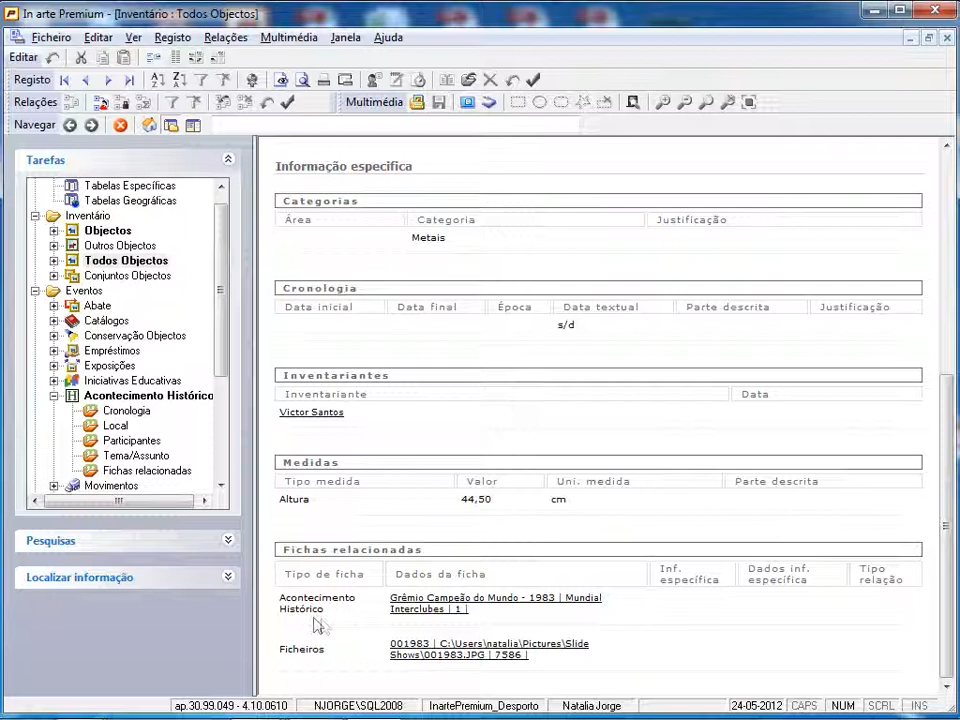 In arte Premium - [Inventário : Todos Objectos]
Ficheiro Editar Ver Registo Relações Multimédia Janela Ajuda
Editar
Registo
Relações Multimédia
Navegar
Tarefas
Tabelas Específicas
Tabelas Geográficas
Inventário
Objectos
Outros Objectos
Todos Objectos
Conjuntos Objectos
Eventos
Abate
Catálogos
Conservação Objectos
Empréstimos
Exposições
Iniciativas Educativas
Acontecimento Histórico
Cronologia
Local
Participantes
Tema/Assunto
Fichas relacionadas
Movimentos
Pesquisas
Localizar informação
Informação especifica
Categorias
Área Categoria Justificação
Metais
Cronologia
Data inicial Data final Época Data textual Parte descrita Justificação
s/d
Inventariantes
Inventariante Data
Victor Santos
Medidas
Tipo medida Valor Uni. medida Parte descrita
Altura 44,50 cm
Fichas relacionadas
Tipo de ficha Dados da ficha Inf. específica Dados inf. específica Tipo relação
Acontecimento Grêmio Campeão do Mundo - 1983 | Mundial
Histórico Interclubes | 1 |
Ficheiros 001983 | C:\Users\natalia\Pictures\Slide
Shows\001983.JPG | 7586 |
ap.30.99.049 - 4.10.0610 NJORGE\SQL2008 InartePremium_Desporto Natalia Jorge 24-05-2012 CAPS NUM SCRL INS